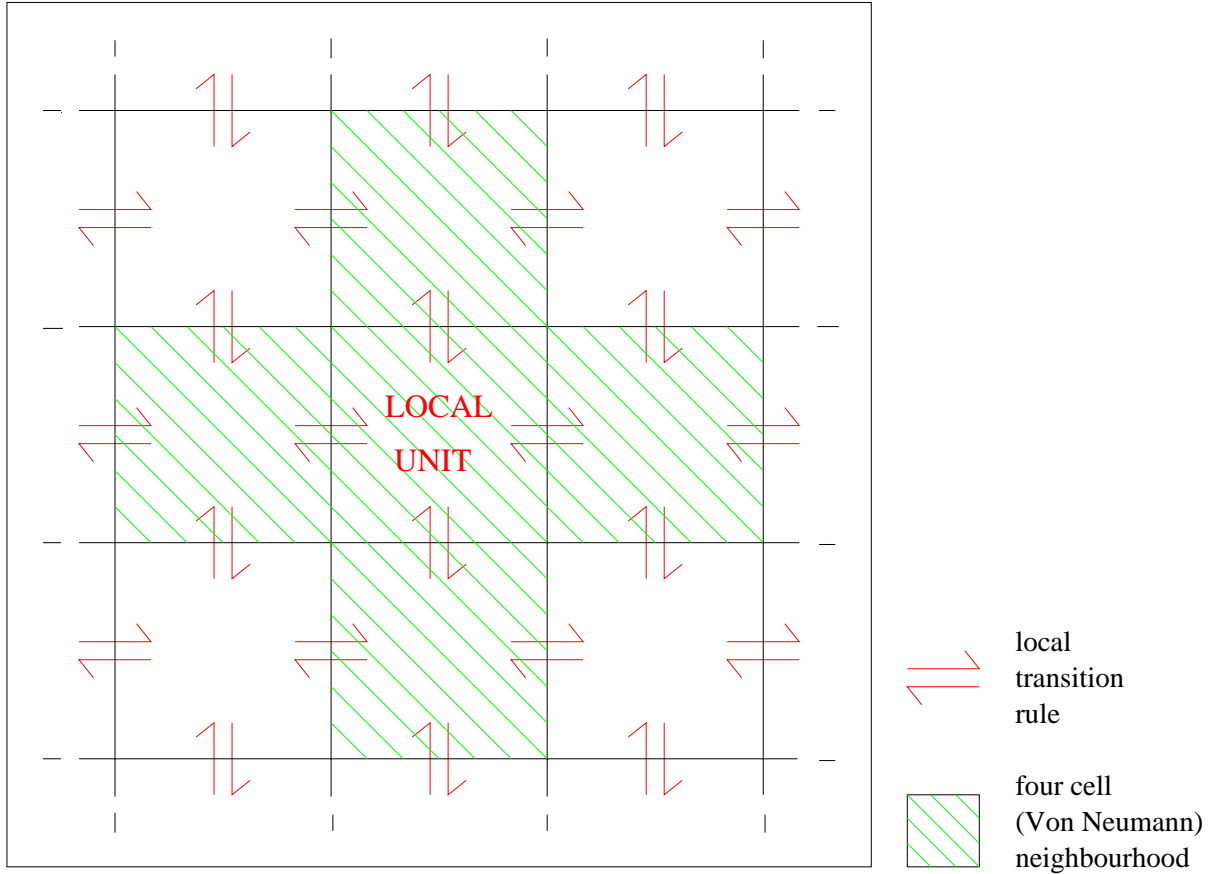 LOCAL
UNIT
local
transition
rule
four cell
(Von Neumann)
neighbourhood